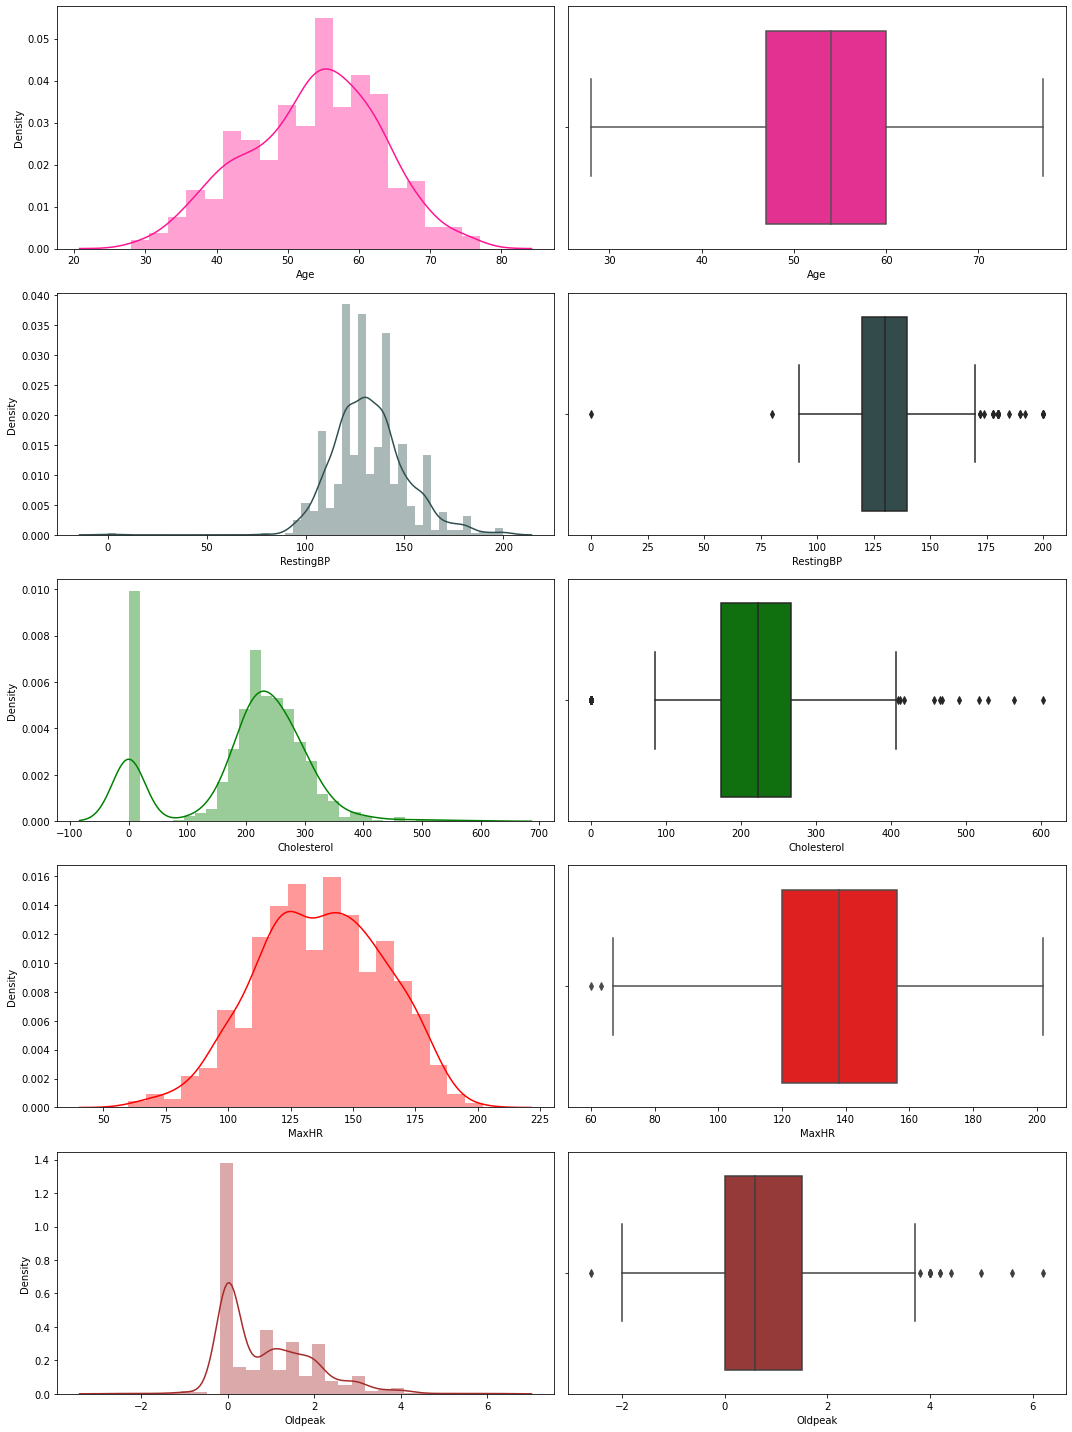 Density
0.05
0.04
0.03
0.02
0.01
0.00
20 30 40 50 60 70 80
Age
30 40 50 60 70
Age
Density
0.040
0.035
0.030
0.025
0.020
0.015
0.010
0.005
0.000
0 50 100 150 200
RestingBP
0 25 50 75 100 125 150 175 200
RestingBP
Density
0.010
0.008
0.006
0.004
0.002
0.000
−100 0 100 200 300 400 500 600 700
Cholesterol
0 100 200 300 400 500 600
Cholesterol
Density
0.016
0.014
0.012
0.010
0.008
0.006
0.004
0.002
0.000
50 75 100 125 150 175 200 225
MaxHR
60 80 100 120 140 160 180 200
MaxHR
Density
1.4
1.2
1.0
0.8
0.6
0.4
0.2
0.0
−2 0 2 4 6
Oldpeak
−2 0 2 4 6
Oldpeak